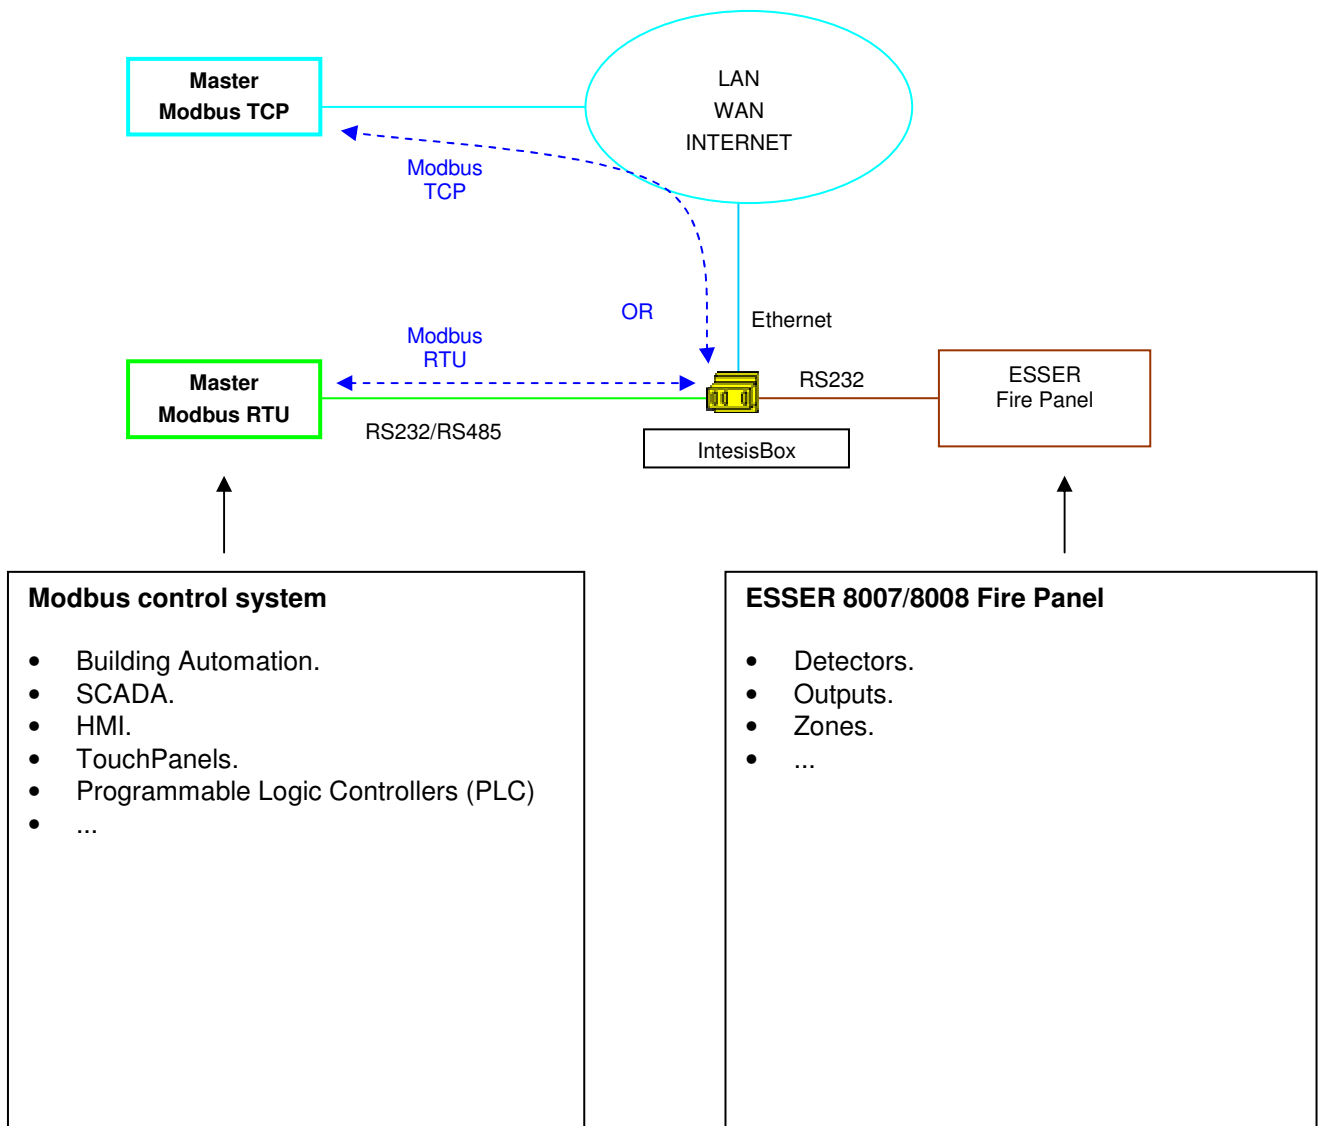 Master
Modbus TCP
LAN
WAN
INTERNET
Modbus
TCP
OR
Ethernet
Modbus
RTU
Master
Modbus RTU
RS232/RS485
RS232
ESSER
Fire Panel
IntesisBox
Modbus control system
• Building Automation.
• SCADA.
• HMI.
• TouchPanels.
• Programmable Logic Controllers (PLC)
• ...
ESSER 8007/8008 Fire Panel
• Detectors.
• Outputs.
• Zones.
• ...